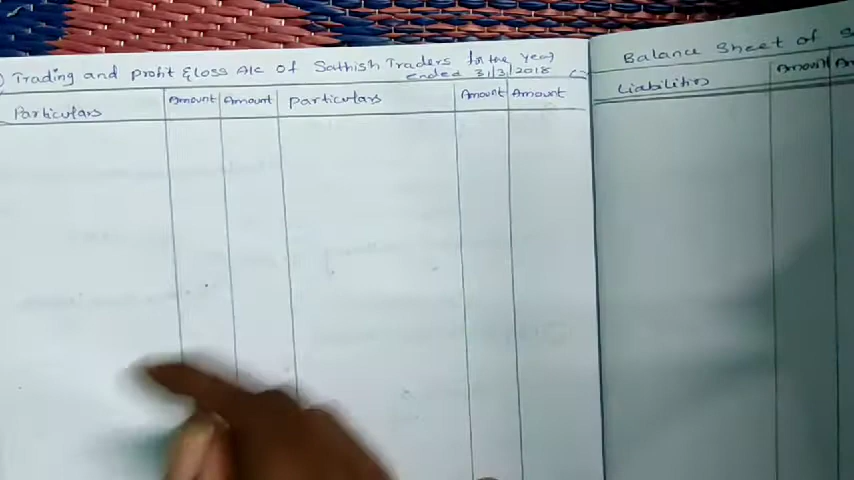 Trading and profit & Loss A/c of Sathish Traders for the year
ended 31/3/2018
Particulars Amount Amount particulars Amount Amount
Balance Sheet of
Liabilities Amount